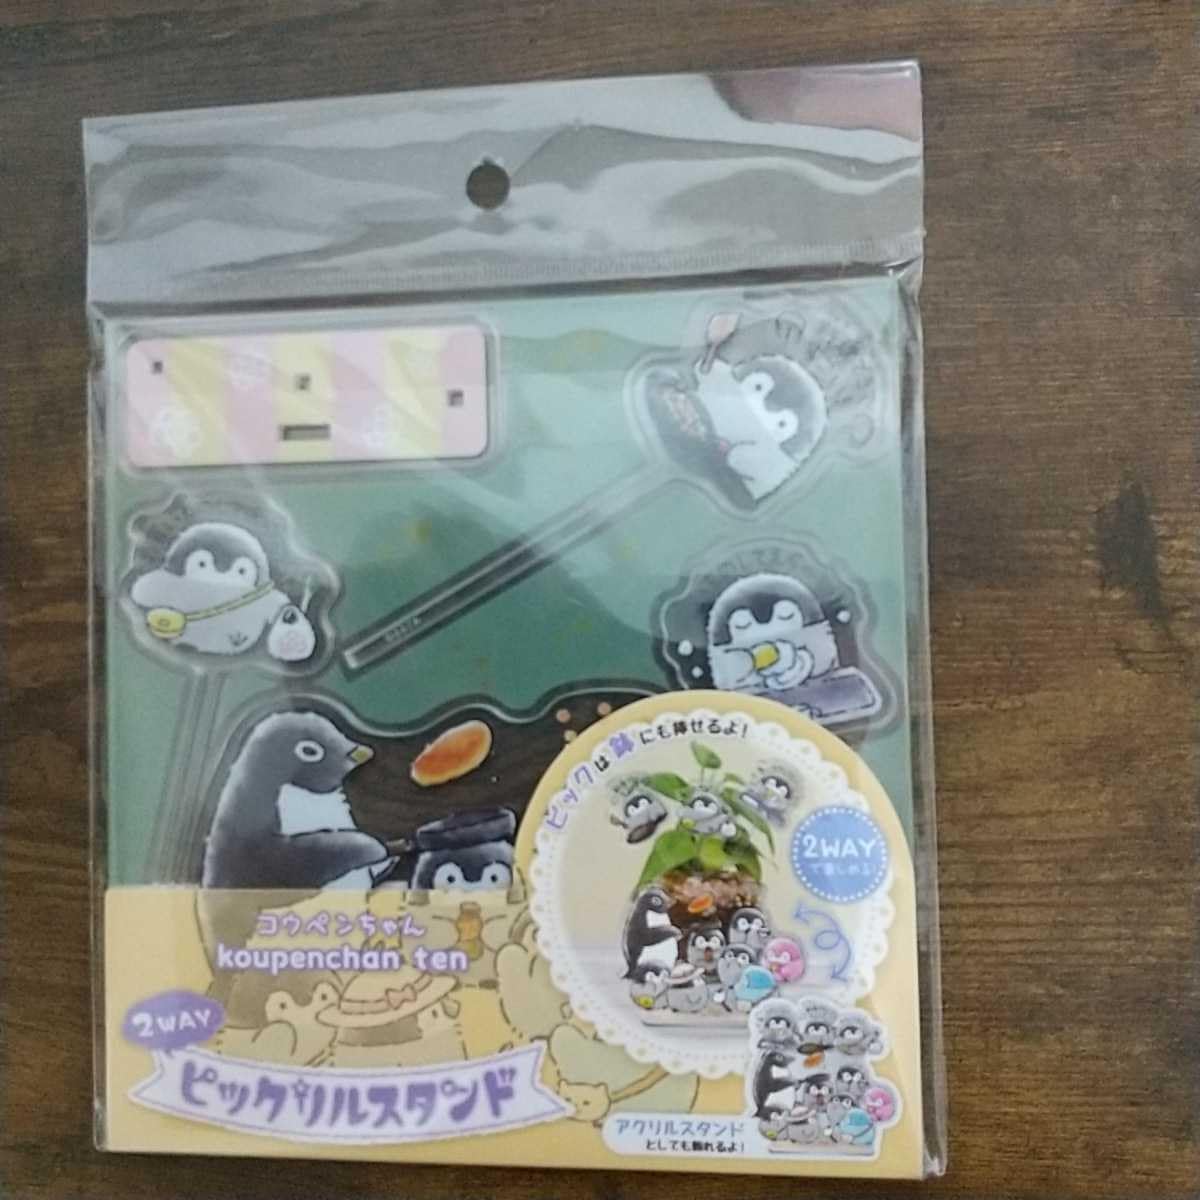 ピックは鉢にも挿せるよ!
2WAY
で楽しめる!
コウペンちゃん
koupenchan ten
2WAY
ピックリルスタンド
アクリルスタンド
としても飾れるよ!